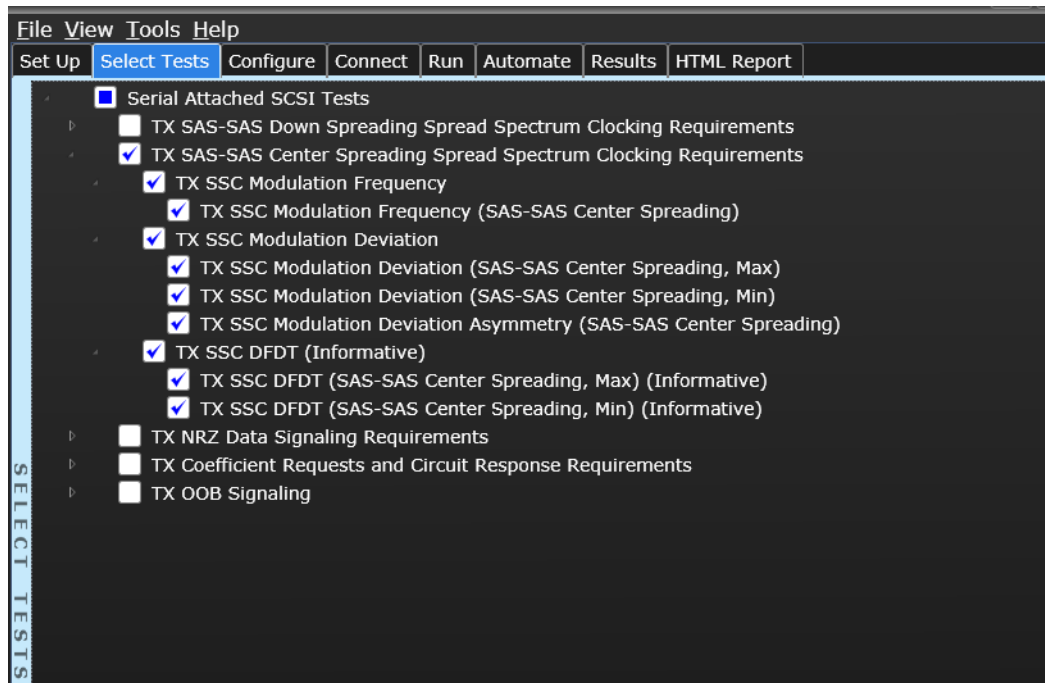 File View Tools Help
Set Up Select Tests Configure Connect Run Automate Results HTML Report
Serial Attached SCSI Tests
TX SAS-SAS Down Spreading Spread Spectrum Clocking Requirements
TX SAS-SAS Center Spreading Spread Spectrum Clocking Requirements
TX SSC Modulation Frequency
TX SSC Modulation Frequency (SAS-SAS Center Spreading)
TX SSC Modulation Deviation
TX SSC Modulation Deviation (SAS-SAS Center Spreading, Max)
TX SSC Modulation Deviation (SAS-SAS Center Spreading, Min)
TX SSC Modulation Deviation Asymmetry (SAS-SAS Center Spreading)
TX SSC DFDT (Informative)
TX SSC DFDT (SAS-SAS Center Spreading, Max) (Informative)
TX SSC DFDT (SAS-SAS Center Spreading, Min) (Informative)
TX NRZ Data Signaling Requirements
TX Coefficient Requests and Circuit Response Requirements
TX OOB Signaling
SELECT TESTS